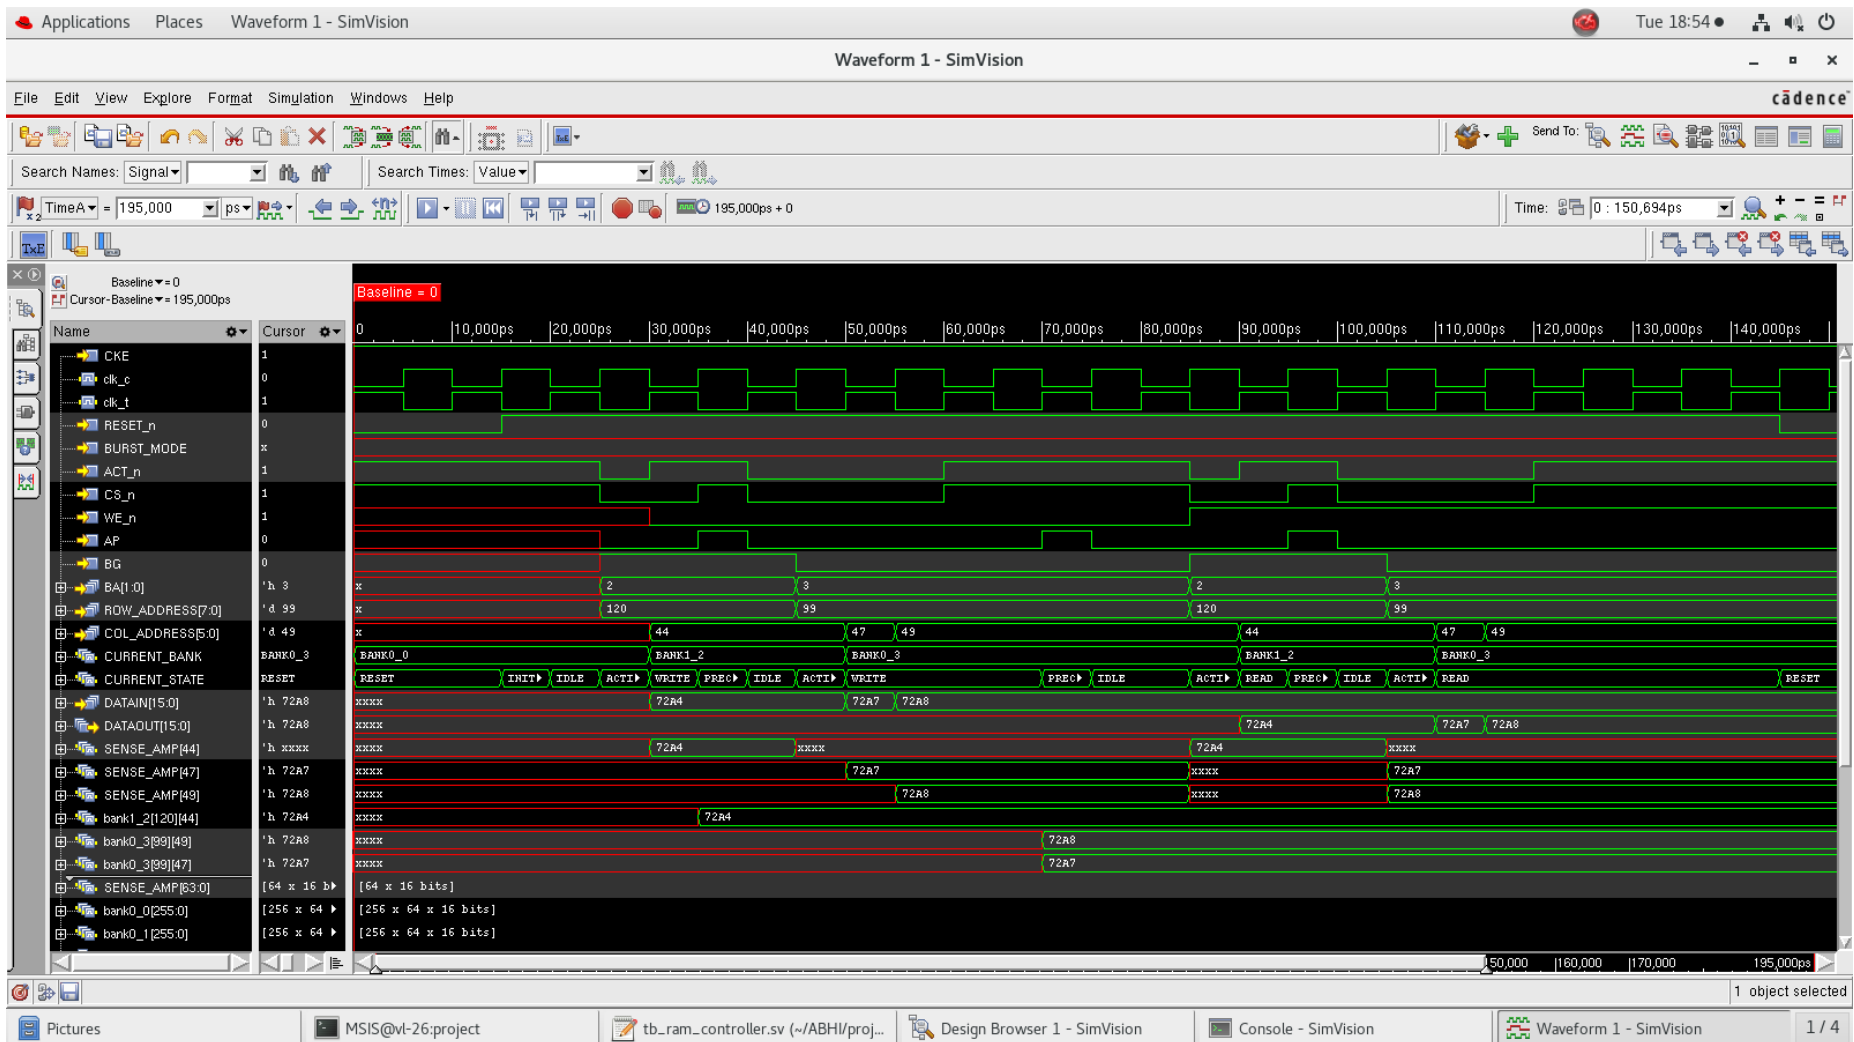 Applications Places Waveform 1 - SimVision Tue 18:54
Waveform 1 - SimVision
File Edit View Explore Format Simulation Windows Help cādence
Send To:
Search Names: Signal Search Times: Value
x2 TimeA = 195,000 ps 195,000ps + 0 Time: 0 : 150,694ps
TxE
Baseline = 0
Cursor-Baseline = 195,000ps
Baseline = 0
Name Cursor 0 10,000ps 20,000ps 30,000ps 40,000ps 50,000ps 60,000ps 70,000ps 80,000ps 90,000ps 100,000ps 110,000ps 120,000ps 130,000ps 140,000ps
CKE 1
clk_c 0
clk_t 1
RESET_n 0
BURST_MODE x
ACT_n 1
CS_n 1
WE_n 1
AP 0
BG 0
BA[1:0] 'h 3 x 2 3 2 3
ROW_ADDRESS[7:0] 'd 99 x 120 99 120 99
COL_ADDRESS[5:0] 'd 49 x 44 47 49 44 47 49
CURRENT_BANK BANK0_3 BANK0_0 BANK1_2 BANK0_3 BANK1_2 BANK0_3
CURRENT_STATE RESET RESET INIT IDLE ACTI WRITE PREC IDLE ACTI WRITE PREC IDLE ACTI READ PREC IDLE ACTI READ RESET
DATAIN[15:0] 'h 72A8 xxxx 72A4 72A7 72A8
DATAOUT[15:0] 'h 72A8 xxxx 72A4 72A7 72A8
SENSE_AMP[44] 'h xxxx xxxx 72A4 xxxx 72A4 xxxx
SENSE_AMP[47] 'h 72A7 xxxx 72A7 xxxx 72A7
SENSE_AMP[49] 'h 72A8 xxxx 72A8 xxxx 72A8
bank1_2[120][44] 'h 72A4 xxxx 72A4
bank0_3[99][49] 'h 72A8 xxxx 72A8
bank0_3[99][47] 'h 72A7 xxxx 72A7
SENSE_AMP[63:0] [64 x 16 b [64 x 16 bits]
bank0_0[255:0] [256 x 64 [256 x 64 x 16 bits]
bank0_1[255:0] [256 x 64 [256 x 64 x 16 bits]
50,000 160,000 170,000 195,000ps
1 object selected
Pictures MSIS@vl-26:project tb_ram_controller.sv (~/ABHI/proj... Design Browser 1 - SimVision Console - SimVision Waveform 1 - SimVision 1 / 4